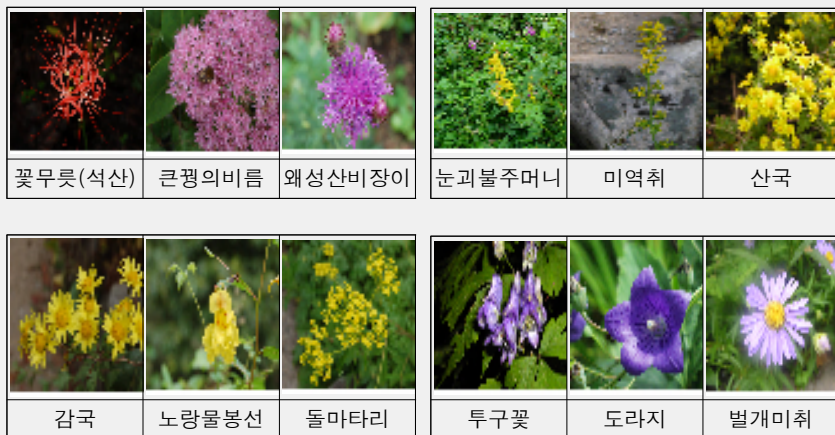 꽃무릇(석산) 큰꿩의비름 왜성산비장이
눈괴불주머니 미역취 산국
감국 노랑물봉선 돌마타리
투구꽃 도라지 벌개미취